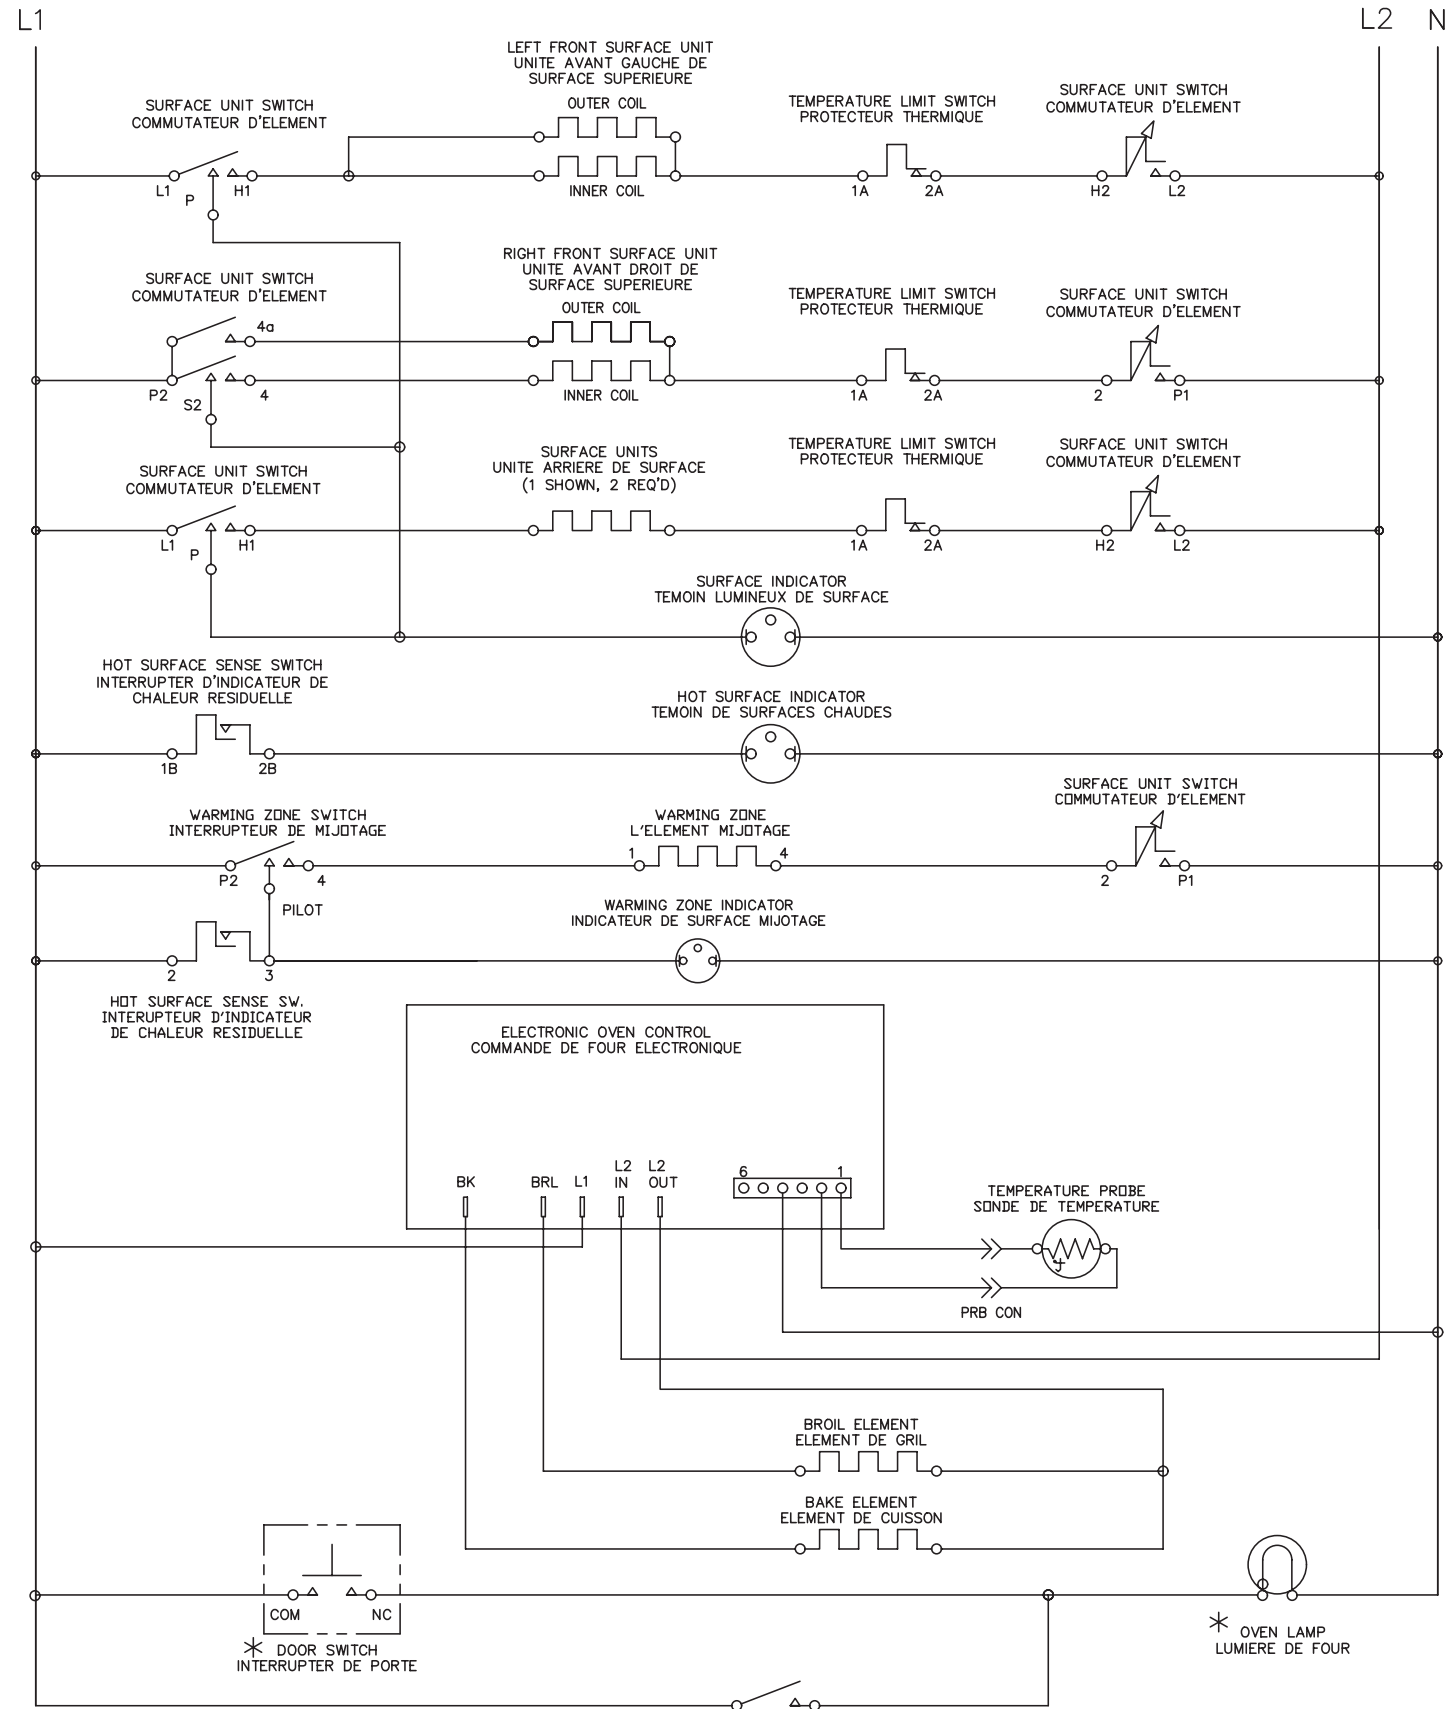 L1
L2
N
LEFT FRONT SURFACE UNIT
UNITE AVANT GAUCHE DE
SURFACE SUPERIEURE
OUTER COIL
INNER COIL
SURFACE UNIT SWITCH
COMMUTATEUR D'ELEMENT
L1
P
H1
TEMPERATURE LIMIT SWITCH
PROTECTEUR THERMIQUE
1A
2A
SURFACE UNIT SWITCH
COMMUTATEUR D'ELEMENT
H2
L2
RIGHT FRONT SURFACE UNIT
UNITE AVANT DROIT DE
SURFACE SUPERIEURE
OUTER COIL
INNER COIL
SURFACE UNIT SWITCH
COMMUTATEUR D'ELEMENT
4a
P2
S2
4
TEMPERATURE LIMIT SWITCH
PROTECTEUR THERMIQUE
1A
2A
SURFACE UNIT SWITCH
COMMUTATEUR D'ELEMENT
2
P1
SURFACE UNIT SWITCH
COMMUTATEUR D'ELEMENT
L1
P
H1
SURFACE UNITS
UNITE ARRIERE DE SURFACE
(1 SHOWN, 2 REQ'D)
TEMPERATURE LIMIT SWITCH
PROTECTEUR THERMIQUE
1A
2A
SURFACE UNIT SWITCH
COMMUTATEUR D'ELEMENT
H2
L2
SURFACE INDICATOR
TEMOIN LUMINEUX DE SURFACE
HOT SURFACE SENSE SWITCH
INTERRUPTER D'INDICATEUR DE
CHALEUR RESIDUELLE
1B
2B
HOT SURFACE INDICATOR
TEMOIN DE SURFACES CHAUDES
WARMING ZONE SWITCH
INTERRUPTEUR DE MIJOTAGE
P2
4
PILOT
WARMING ZONE
L'ELEMENT MIJOTAGE
1
4
SURFACE UNIT SWITCH
COMMUTATEUR D'ELEMENT
2
P1
WARMING ZONE INDICATOR
INDICATEUR DE SURFACE MIJOTAGE
2
3
HOT SURFACE SENSE SW.
INTERUPTEUR D'INDICATEUR
DE CHALEUR RESIDUELLE
ELECTRONIC OVEN CONTROL
COMMANDE DE FOUR ELECTRONIQUE
BK
BRL
L1
L2
IN
L2
OUT
6
1
TEMPERATURE PROBE
SONDE DE TEMPERATURE
PRB CON
BROIL ELEMENT
ELEMENT DE GRIL
BAKE ELEMENT
ELEMENT DE CUISSON
COM
NC
DOOR SWITCH
INTERRUPTER DE PORTE
OVEN LAMP
LUMIERE DE FOUR